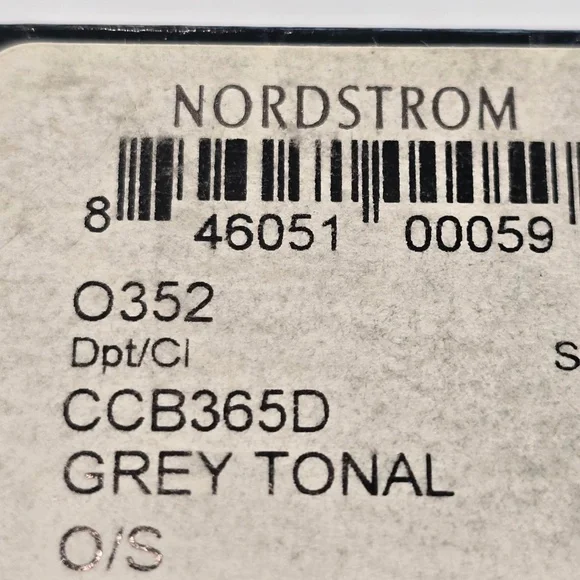 NORDSTROM
8 46051 00059
O352
Dpt/Cl
S
CCB365D
GREY TONAL
O/S